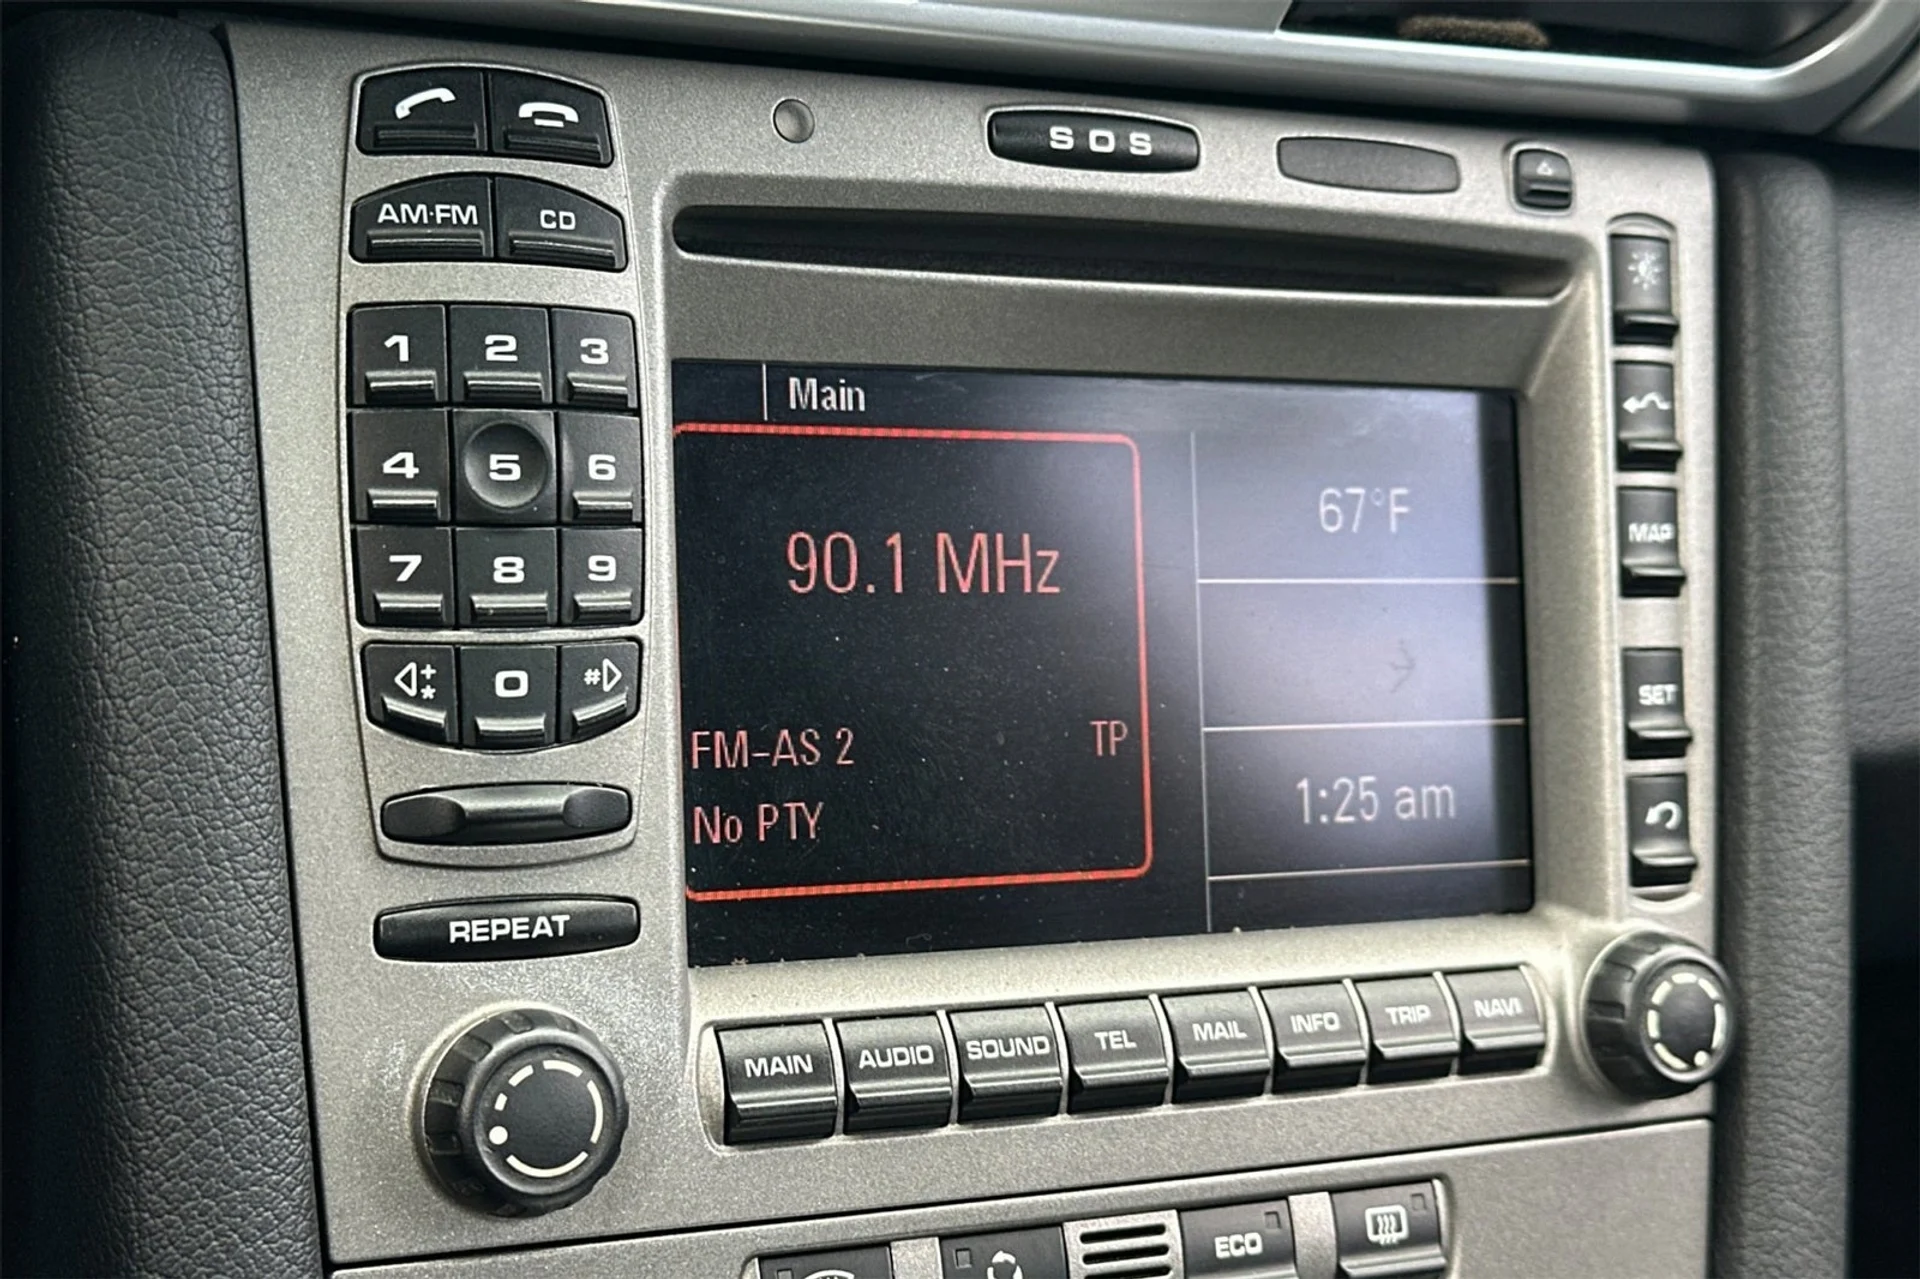 SOS
AM·FM CD
1 2 3
4 5 6
7 8 9
+
* 0 #
REPEAT
Main
90.1 MHz
FM-AS 2 TP
No PTY
67°F
1:25 am
MAP
SET
MAIN AUDIO SOUND TEL MAIL INFO TRIP NAVI
ECO